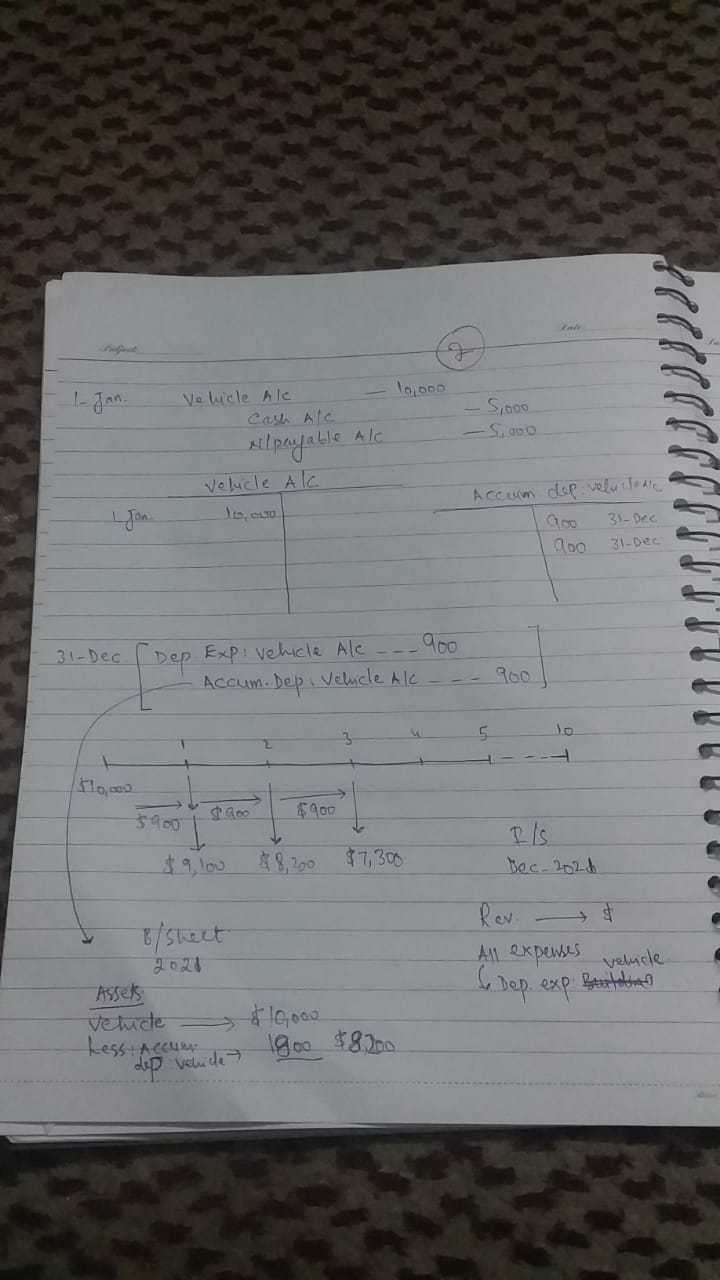 Subject
Date
2
1-Jan. Vehicle A/c — 10,000
Cash A/c — 5,000
N/payable A/c — 5,000
Vehicle A/c
Accum. dep. vehicle A/c
1-Jan 10,000
900 31-Dec
900 31-Dec
31-Dec. Dep Exp: Vehicle A/c --- 900
Accum. Dep: Vehicle A/c --- 900
1 2 3 4 5 --- 10
$10,000
$900 $900 $900
$9,100 $8,200 $7,300
I/S
Dec-2021
Rev. → $
All expenses
↳ Dep. exp: vehicle
B/Sheet
2021
Assets
Vehicle → $10,000
Less: Accum. dep: vehicle → 1800 $8,200